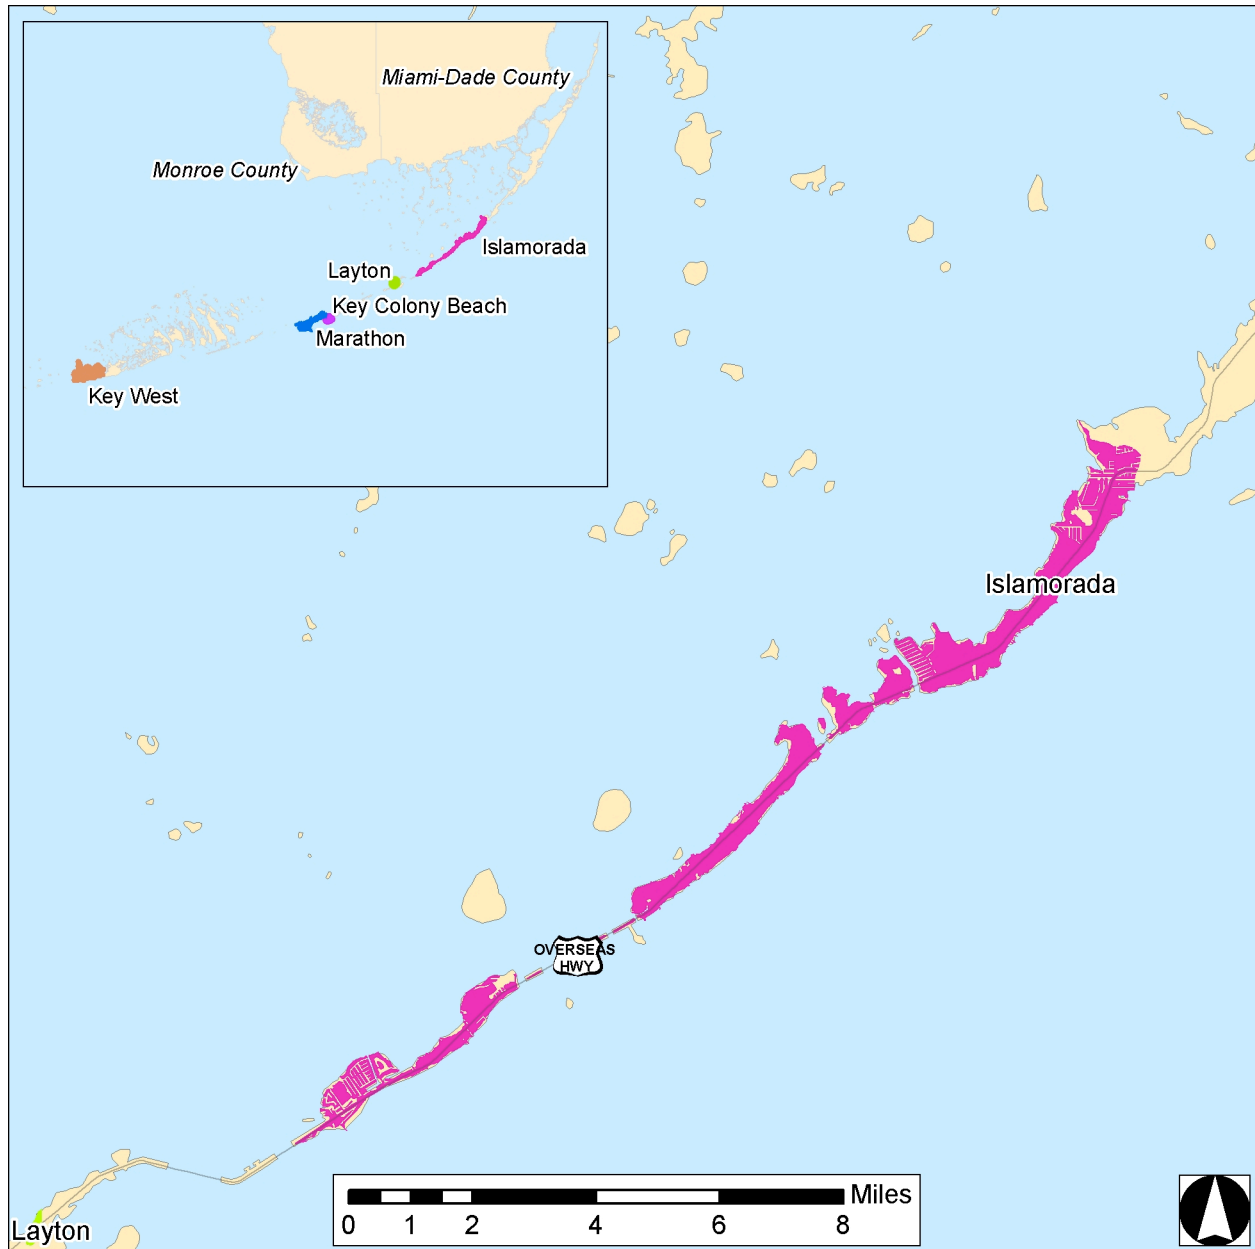 Miami-Dade County
Monroe County
Islamorada
Layton
Key Colony Beach
Marathon
Key West
Islamorada
OVERSEAS
HWY
Layton
Miles
0 1 2 4 6 8